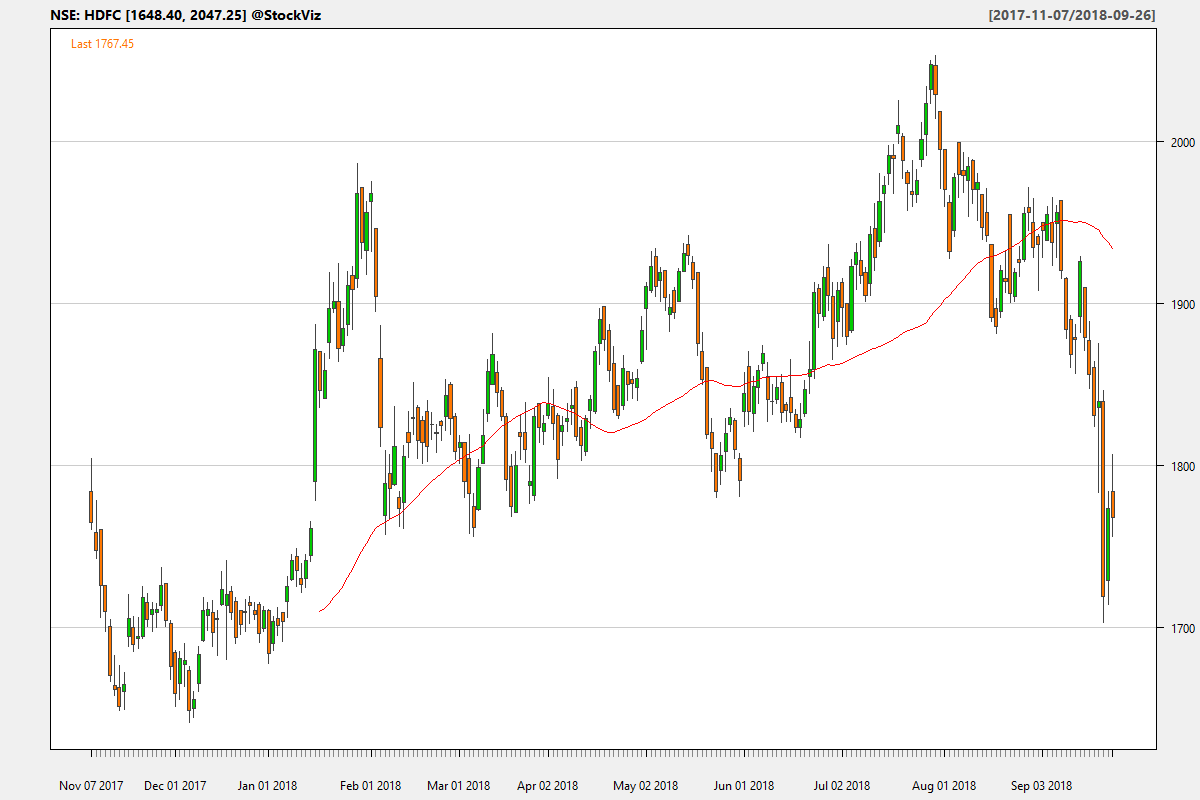 NSE: HDFC [1648.40, 2047.25] @StockViz
[2017-11-07/2018-09-26]
Last 1767.45
2000
1900
1800
1700
Nov 07 2017 Dec 01 2017 Jan 01 2018 Feb 01 2018 Mar 01 2018 Apr 02 2018 May 02 2018 Jun 01 2018 Jul 02 2018 Aug 01 2018 Sep 03 2018